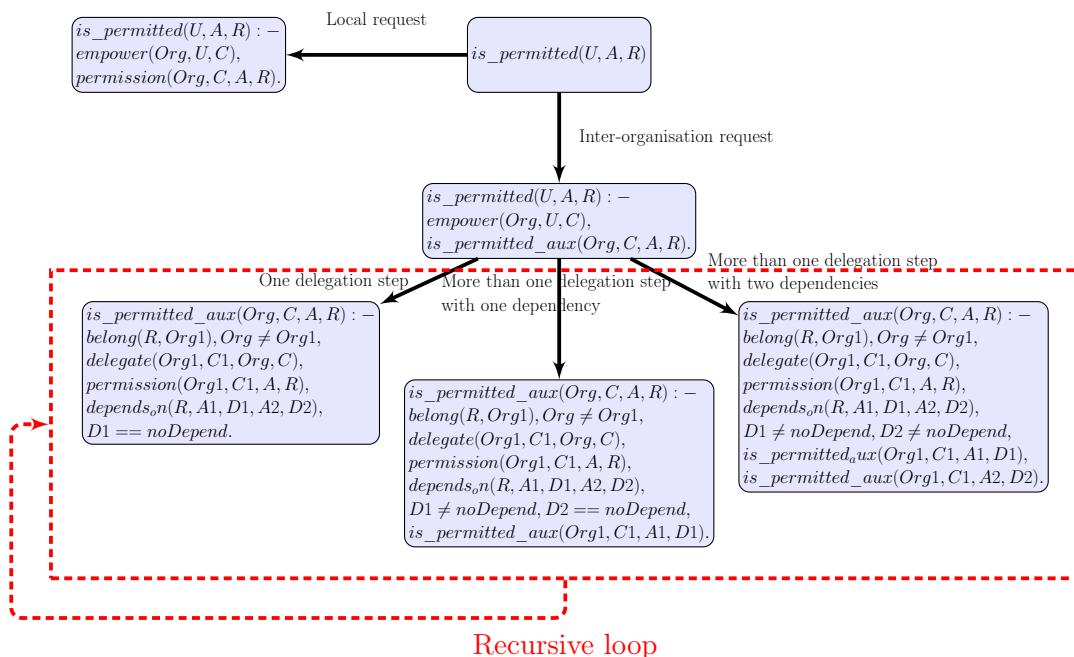 Local request
is_permitted(U, A, R) : −
empower(Org, U, C),
permission(Org, C, A, R).
is_permitted(U, A, R)
Inter-organisation request
is_permitted(U, A, R) : −
empower(Org, U, C),
is_permitted_aux(Org, C, A, R).
One delegation step
More than one delegation step
with one dependency
More than one delegation step
with two dependencies
is_permitted_aux(Org, C, A, R) : −
belong(R, Org1), Org ≠ Org1,
delegate(Org1, C1, Org, C),
permission(Org1, C1, A, R),
dependsₒn(R, A1, D1, A2, D2),
D1 == noDepend.
is_permitted_aux(Org, C, A, R) : −
belong(R, Org1), Org ≠ Org1,
delegate(Org1, C1, Org, C),
permission(Org1, C1, A, R),
dependsₒn(R, A1, D1, A2, D2),
D1 ≠ noDepend, D2 == noDepend,
is_permitted_aux(Org1, C1, A1, D1).
is_permitted_aux(Org, C, A, R) : −
belong(R, Org1), Org ≠ Org1,
delegate(Org1, C1, Org, C),
permission(Org1, C1, A, R),
dependsₒn(R, A1, D1, A2, D2),
D1 ≠ noDepend, D2 ≠ noDepend,
is_permittedₐux(Org1, C1, A1, D1),
is_permitted_aux(Org1, C1, A2, D2).
Recursive loop